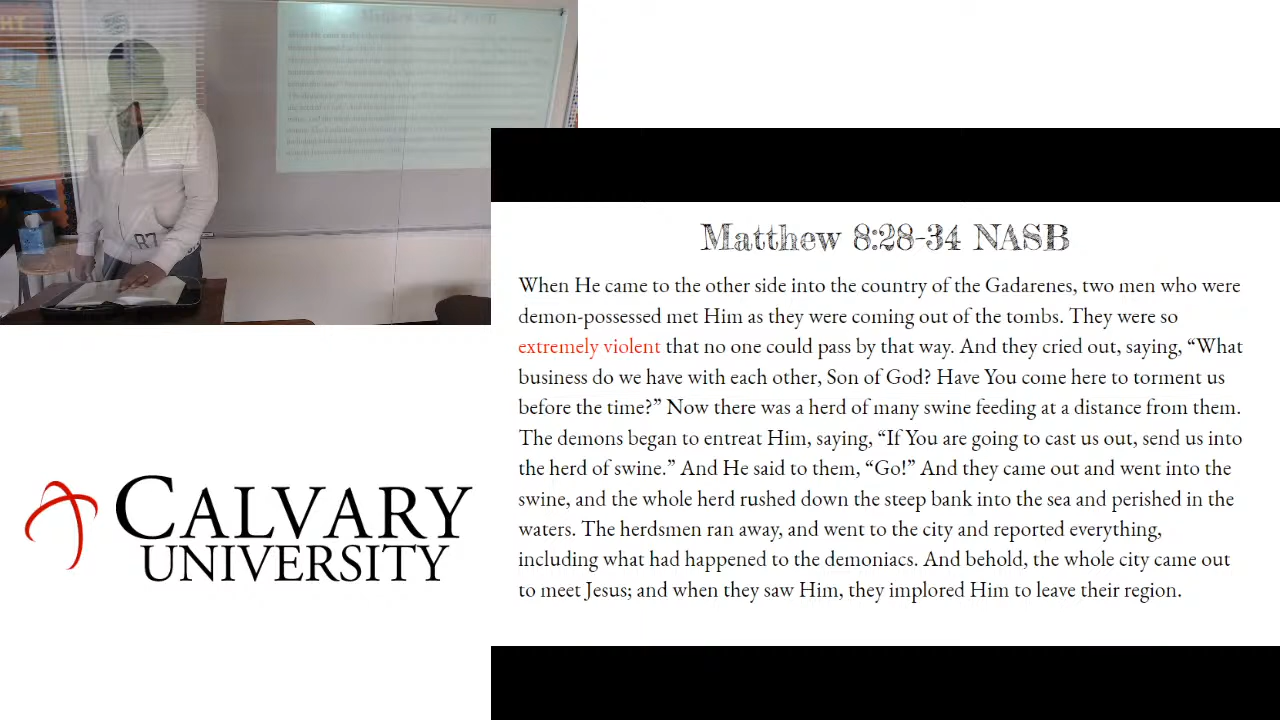 HT
R7
CALVARY
UNIVERSITY
Matthew 8:28-34 NASB
When He came to the other side into the country of the Gadarenes, two men who were
demon-possessed met Him as they were coming out of the tombs. They were so
extremely violent that no one could pass by that way. And they cried out, saying, “What
business do we have with each other, Son of God? Have You come here to torment us
before the time?” Now there was a herd of many swine feeding at a distance from them.
The demons began to entreat Him, saying, “If You are going to cast us out, send us into
the herd of swine.” And He said to them, “Go!” And they came out and went into the
swine, and the whole herd rushed down the steep bank into the sea and perished in the
waters. The herdsmen ran away, and went to the city and reported everything,
including what had happened to the demoniacs. And behold, the whole city came out
to meet Jesus; and when they saw Him, they implored Him to leave their region.